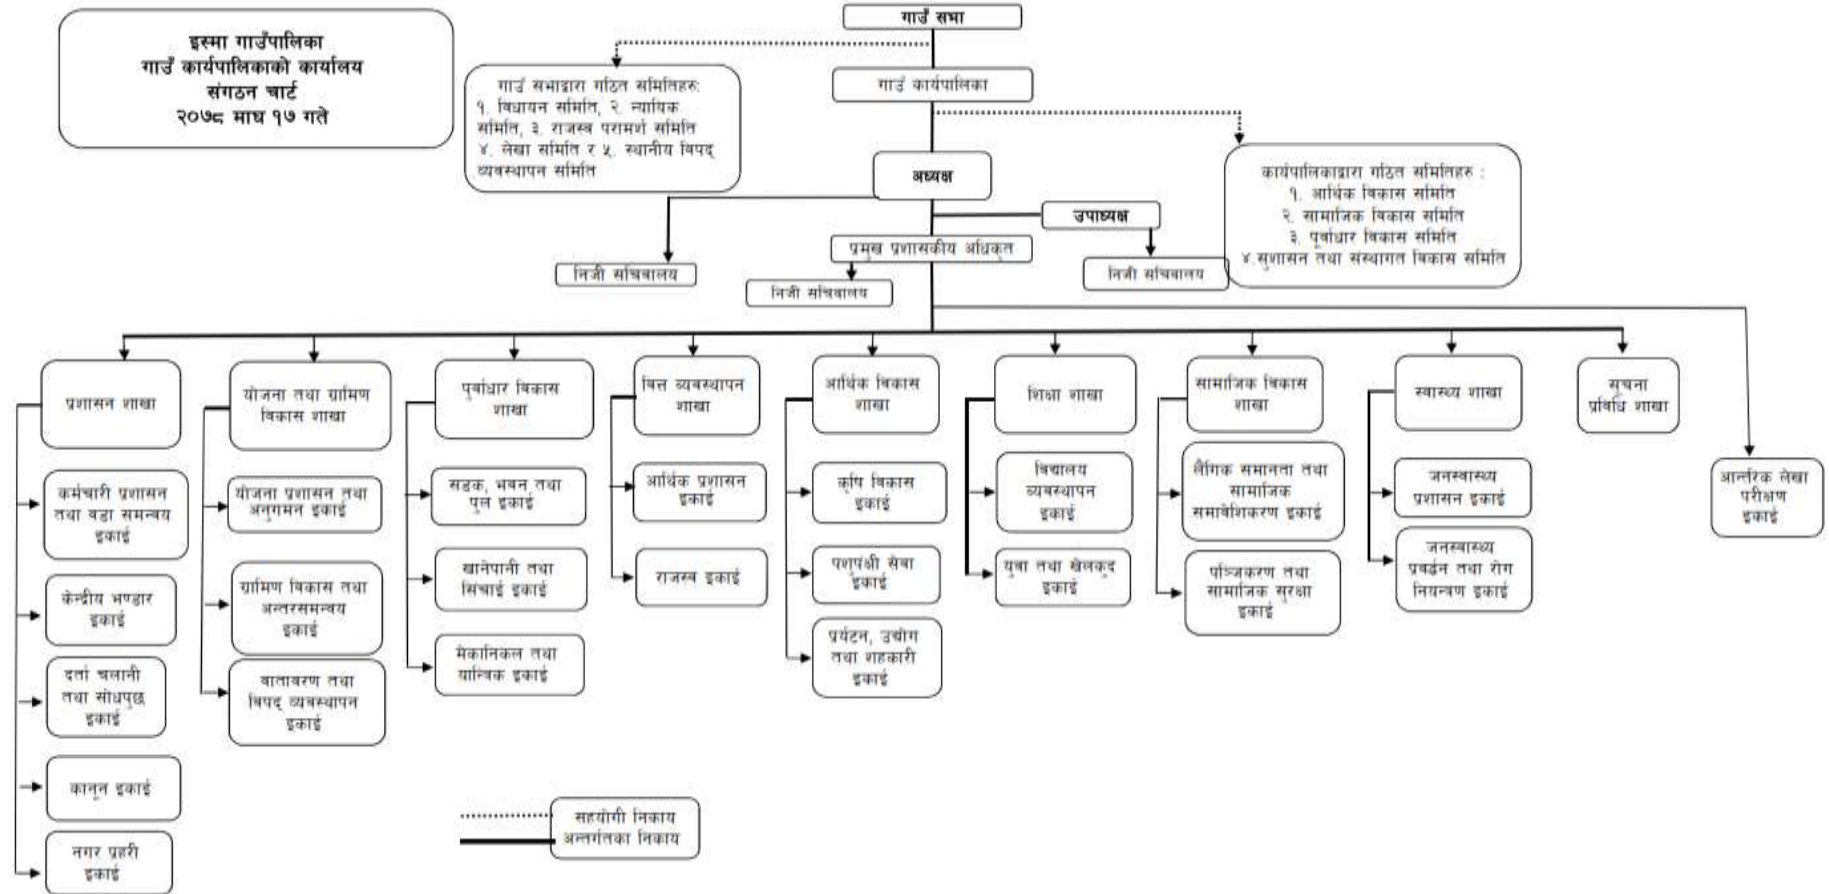 इस्मा गाउँपालिका
गाउँ कार्यपालिकाको कार्यालय
संगठन चार्ट
२०७८ माघ १७ गते
गाउँ सभा
गाउँ सभाद्वारा गठित समितिहरु:
१. विधायन समिति, २. न्यायिक
समिति, ३. राजस्व परामर्श समिति
४. लेखा समिति र ५. स्थानीय विपद्
व्यवस्थापन समिति
गाउँ कार्यपालिका
अध्यक्ष
कार्यपालिकाद्वारा गठित समितिहरु :
१. आर्थिक विकास समिति
२. सामाजिक विकास समिति
३. पूर्वाधार विकास समिति
४.सुशासन तथा संस्थागत विकास समिति
उपाध्यक्ष
प्रमुख प्रशासकीय अधिकृत
निजी सचिवालय
निजी सचिवालय
निजी सचिवालय
प्रशासन शाखा
योजना तथा ग्रामिण
विकास शाखा
पुर्वाधार विकास
शाखा
वित्त व्यवस्थापन
शाखा
आर्थिक विकास
शाखा
शिक्षा शाखा
सामाजिक विकास
शाखा
स्वास्थ्य शाखा
सूचना
प्रविधि शाखा
कर्मचारी प्रशासन
तथा वडा समन्वय
इकाई
केन्द्रीय भण्डार
इकाई
दर्ता चलानी
तथा सोधपुछ
इकाई
कानून इकाई
नगर प्रहरी
इकाई
योजना प्रशासन तथा
अनुगमन इकाई
ग्रामिण विकास तथा
अन्तरसमन्वय
इकाई
वातावरण तथा
विपद् व्यवस्थापन
इकाई
सडक, भवन तथा
पुल इकाई
खानेपानी तथा
सिंचाई इकाई
मेकानिकल तथा
यान्त्रिक इकाई
आर्थिक प्रशासन
इकाई
राजस्व इकाई
कृषि विकास
इकाई
पशुपंक्षी सेवा
इकाई
प्रर्यटन, उद्योग
तथा शहकारी
इकाई
विद्यालय
व्यवस्थापन
इकाई
युवा तथा खेलकुद
इकाई
लैंगिक समानता तथा
सामाजिक
समावेशिकरण इकाई
पञ्जिकरण तथा
सामाजिक सुरक्षा
इकाई
जनस्वास्थ्य
प्रशासन इकाई
जनस्वास्थ्य
प्रवर्द्धन तथा रोग
नियन्त्रण इकाई
आन्तरिक लेखा
परीक्षण
इकाई
सहयोगी निकाय
अन्तर्गतका निकाय